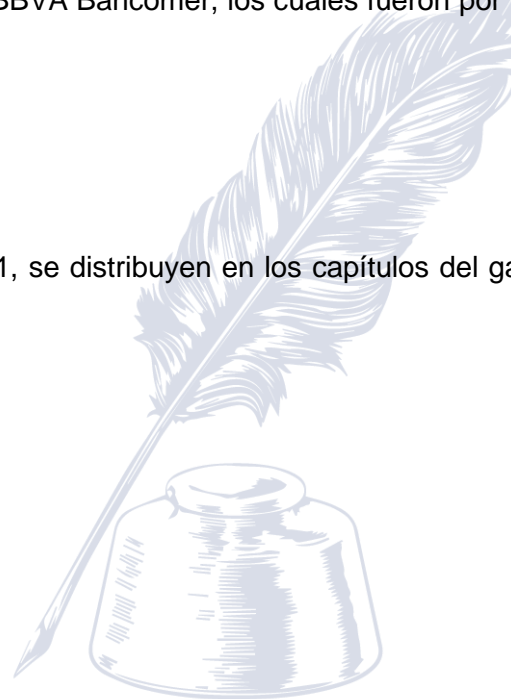 BBVA Bancomer, los cuales fueron por
1, se distribuyen en los capítulos del ga